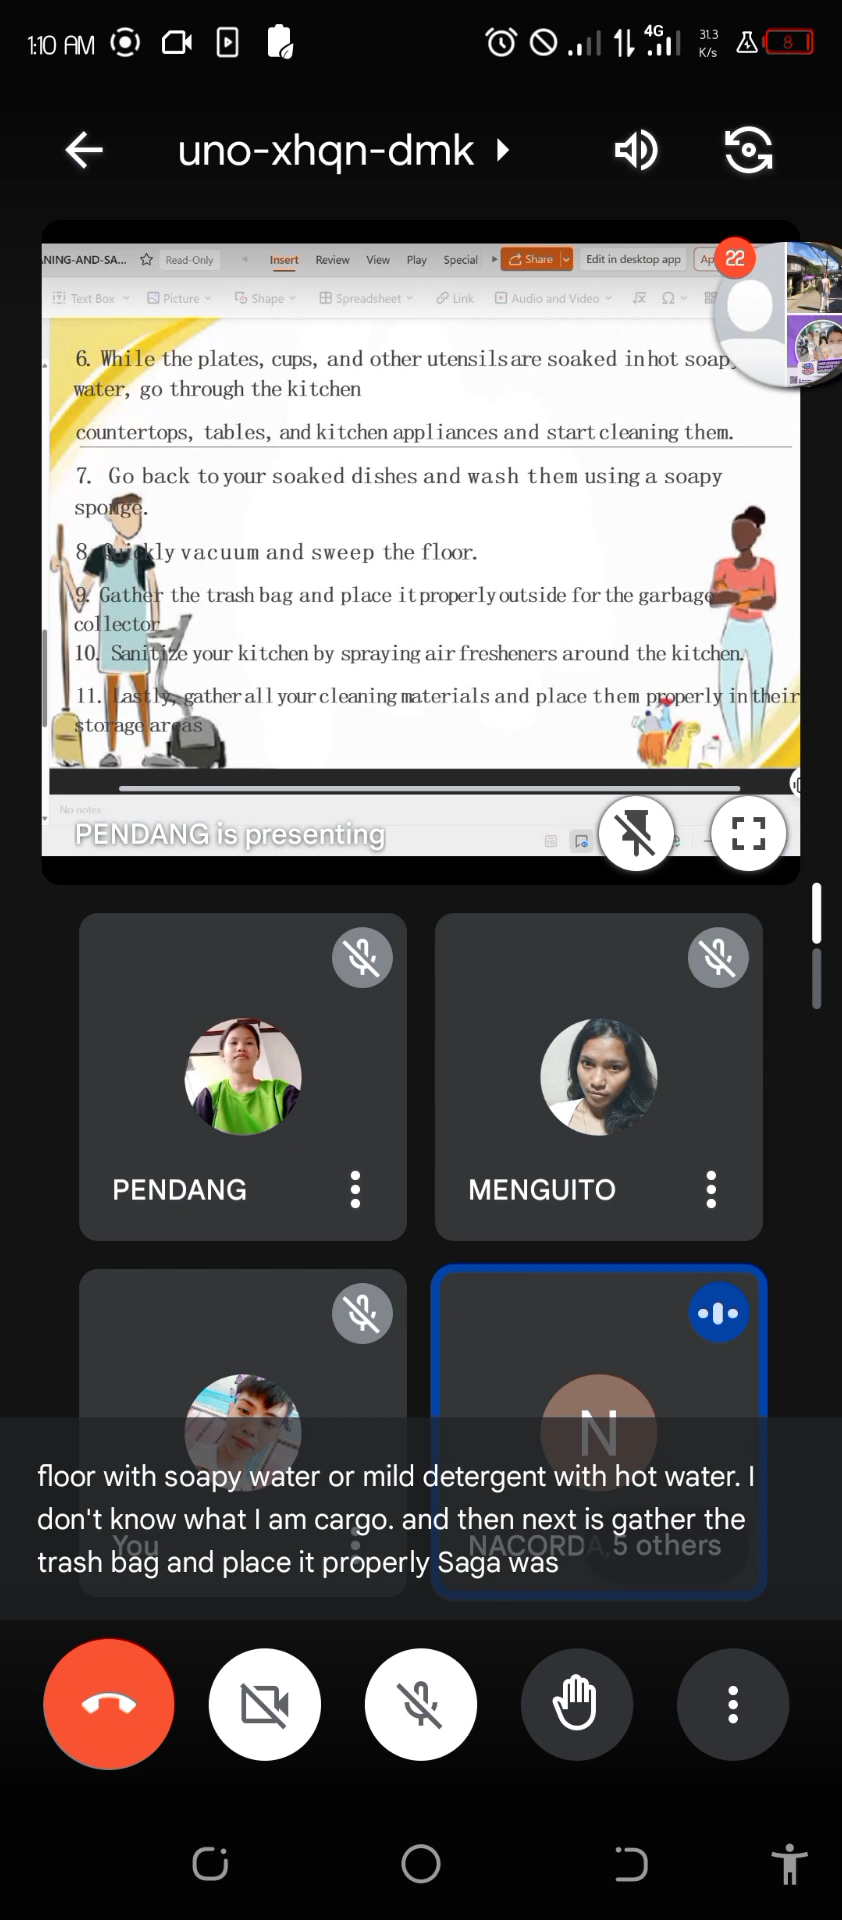 1:10 AM
4G
31.3
K/s
8
uno-xhqn-dmk
NING-AND-SA...
Read-Only
Insert
Review
View
Play
Special
Share
Edit in desktop app
Ap
22
Text Box
Picture
Shape
Spreadsheet
Link
Audio and Video
6. While the plates, cups, and other utensils are soaked in hot soapy
water, go through the kitchen
countertops, tables, and kitchen appliances and start cleaning them.
7. Go back to your soaked dishes and wash them using a soapy
sponge.
8. Quickly vacuum and sweep the floor.
9. Gather the trash bag and place it properly outside for the garbage
collector
10. Sanitize your kitchen by spraying air fresheners around the kitchen.
11. Lastly, gather all your cleaning materials and place them properly in their
storage areas
No notes
PENDANG is presenting
PENDANG
MENGUITO
N
You
NACORDA,5 others
floor with soapy water or mild detergent with hot water. I
don't know what I am cargo. and then next is gather the
trash bag and place it properly Saga was